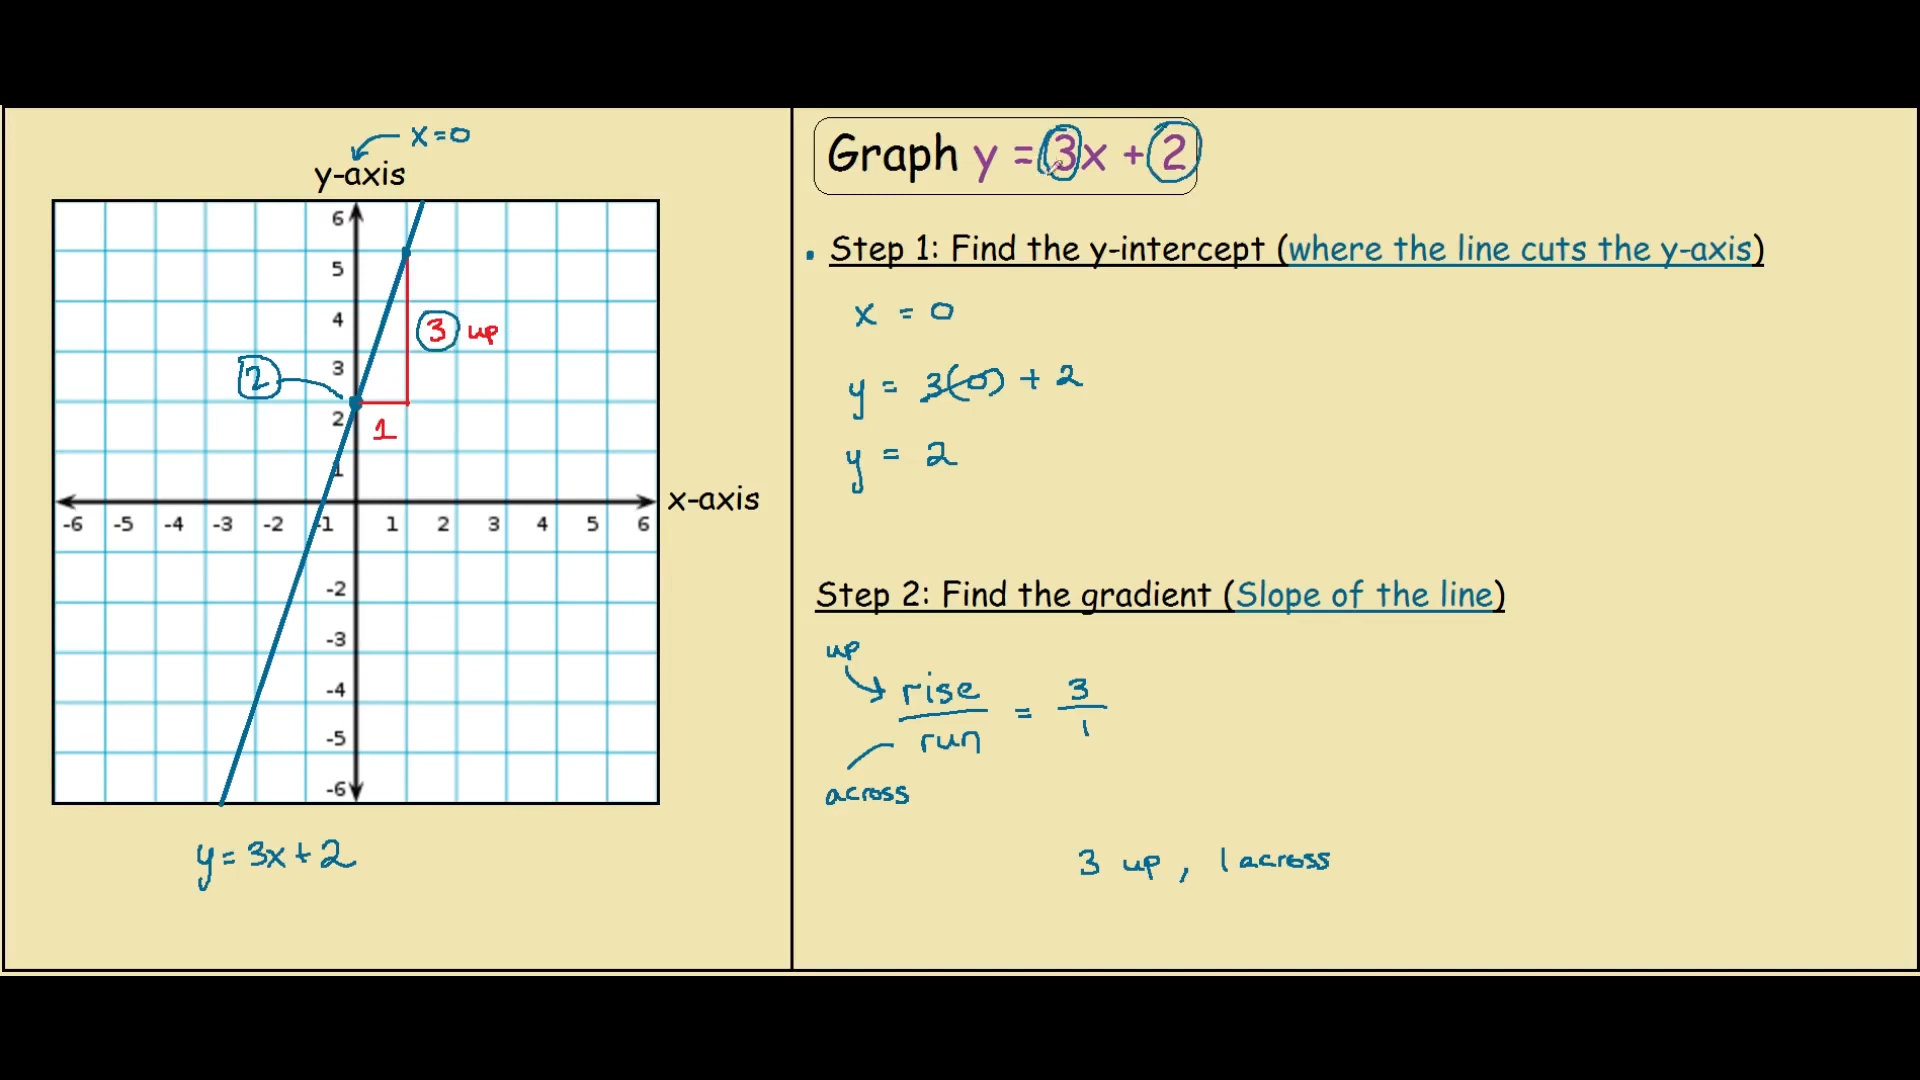 x=0
y-axis
6
5
4
3 up
3
2
2
1
1
x-axis
-6 -5 -4 -3 -2 -1 1 2 3 4 5 6
-2
-3
-4
-5
-6
y=3x+2
Graph y = 3x + 2
Step 1: Find the y-intercept (where the line cuts the y-axis)
x = 0
y = 3(0) + 2
y = 2
Step 2: Find the gradient (Slope of the line)
up
rise/run = 3/1
across
3 up, 1 across